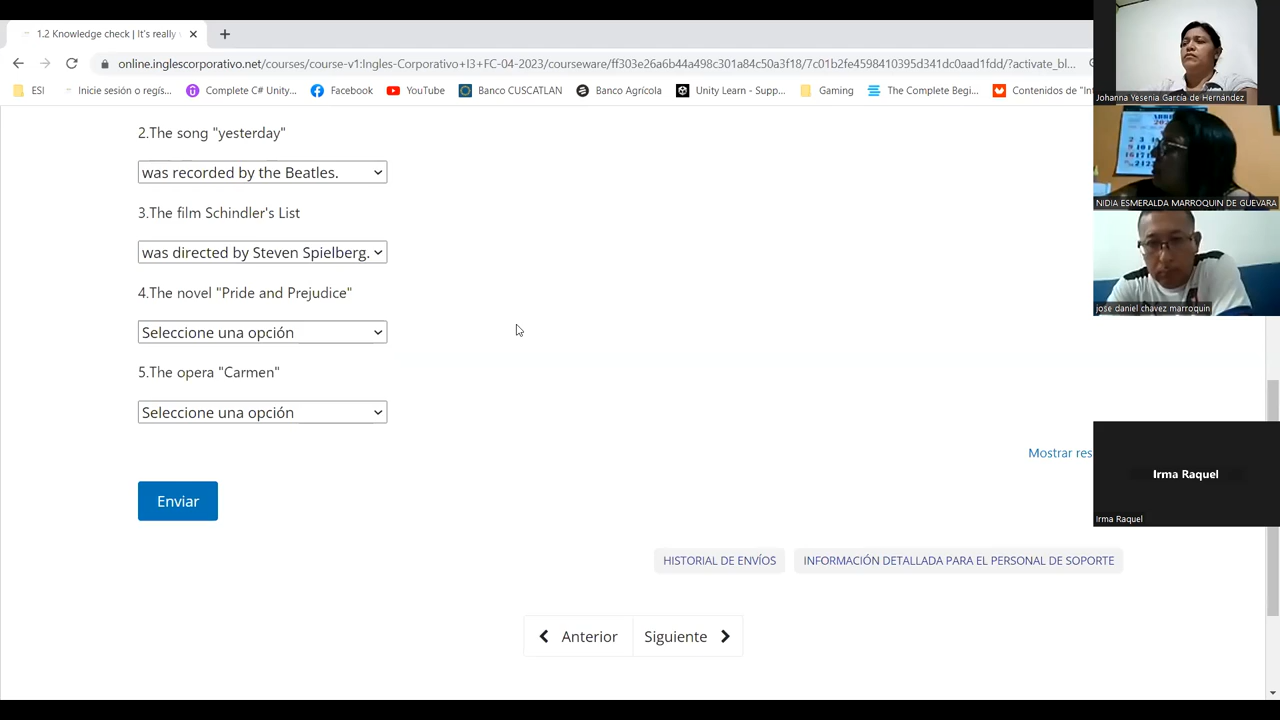 1.2 Knowledge check | It's really
online.inglescorporativo.net/courses/course-v1:Ingles-Corporativo+I3+FC-04-2023/courseware/ff303e26a6b44a498c301a84c50a3f18/7c01b2fe4598410395d341dc0aad1fdd/?activate_bl...
ESI Inicie sesión o regís... Complete C# Unity... Facebook YouTube Banco CUSCATLAN Banco Agrícola Unity Learn - Supp... Gaming The Complete Begi... Contenidos de "Int
Johanna Yesenia García de Hernández
2.The song "yesterday"
was recorded by the Beatles.
NIDIA ESMERALDA MARROQUIN DE GUEVARA
3.The film Schindler's List
was directed by Steven Spielberg.
4.The novel "Pride and Prejudice"
jose daniel chavez marroquin
Seleccione una opción
5.The opera "Carmen"
Seleccione una opción
Mostrar res
Irma Raquel
Enviar
Irma Raquel
HISTORIAL DE ENVÍOS INFORMACIÓN DETALLADA PARA EL PERSONAL DE SOPORTE
Anterior Siguiente